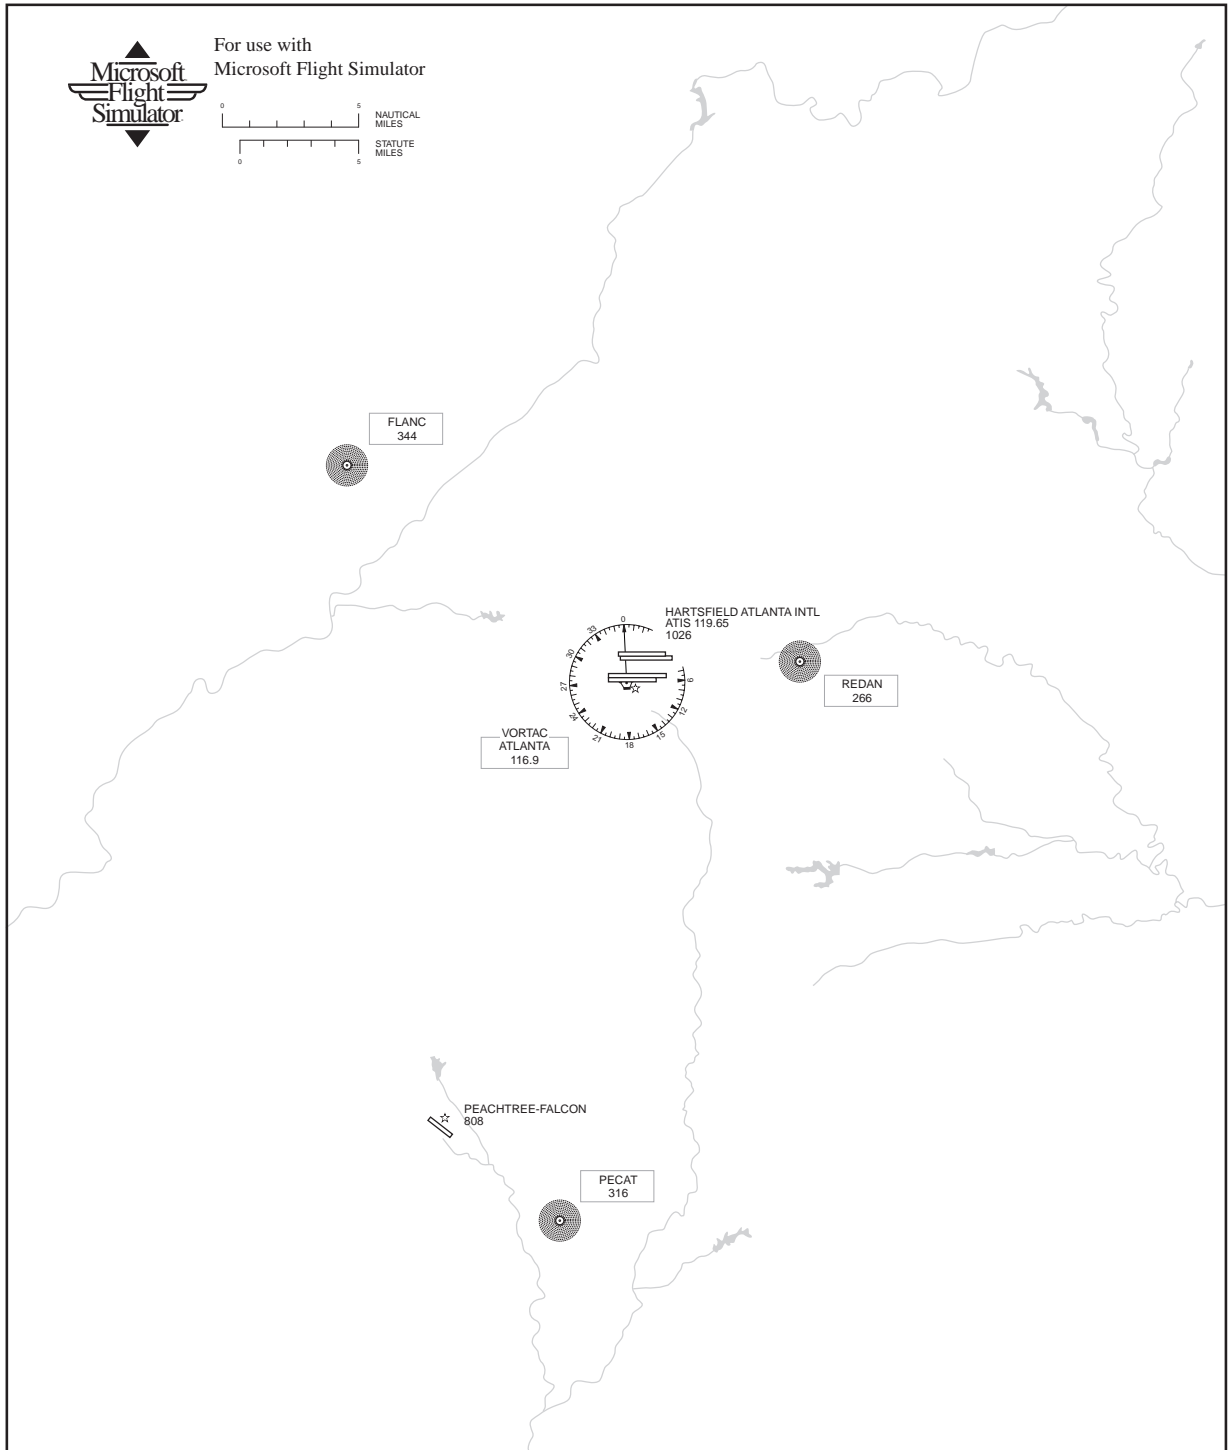 Microsoft
Flight
Simulator
For use with
Microsoft Flight Simulator
0 5
NAUTICAL
MILES
STATUTE
MILES
0 5
FLANC
344
HARTSFIELD ATLANTA INTL
ATIS 119.65
1026
0
33
30
27
24
21
18
15
12
6
REDAN
266
VORTAC
ATLANTA
116.9
PEACHTREE-FALCON
808
PECAT
316